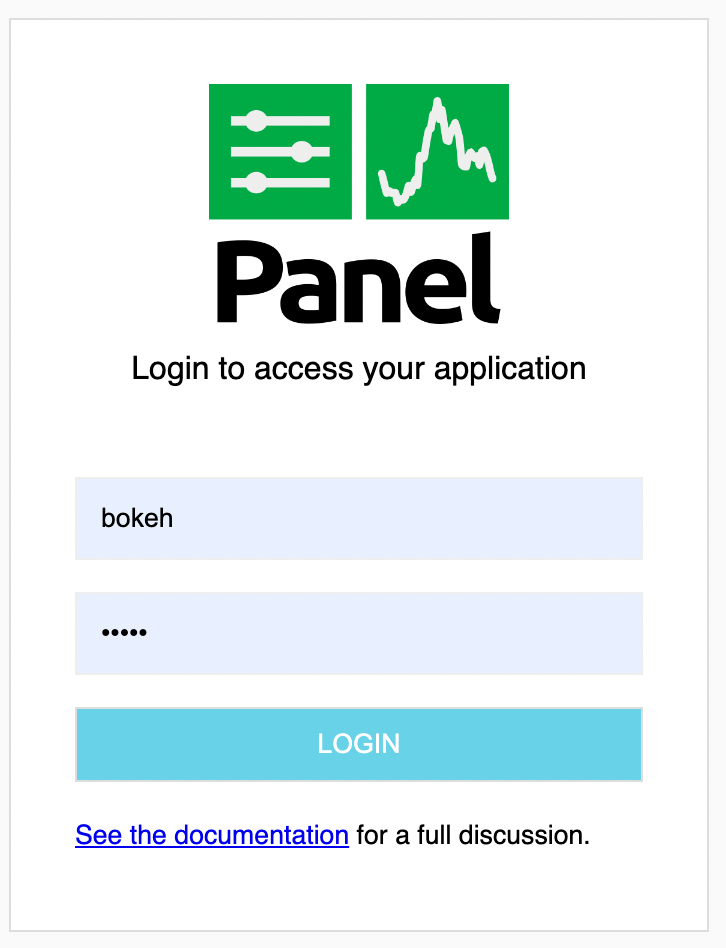 Panel
Login to access your application
bokeh
•••••
LOGIN
See the documentation for a full discussion.